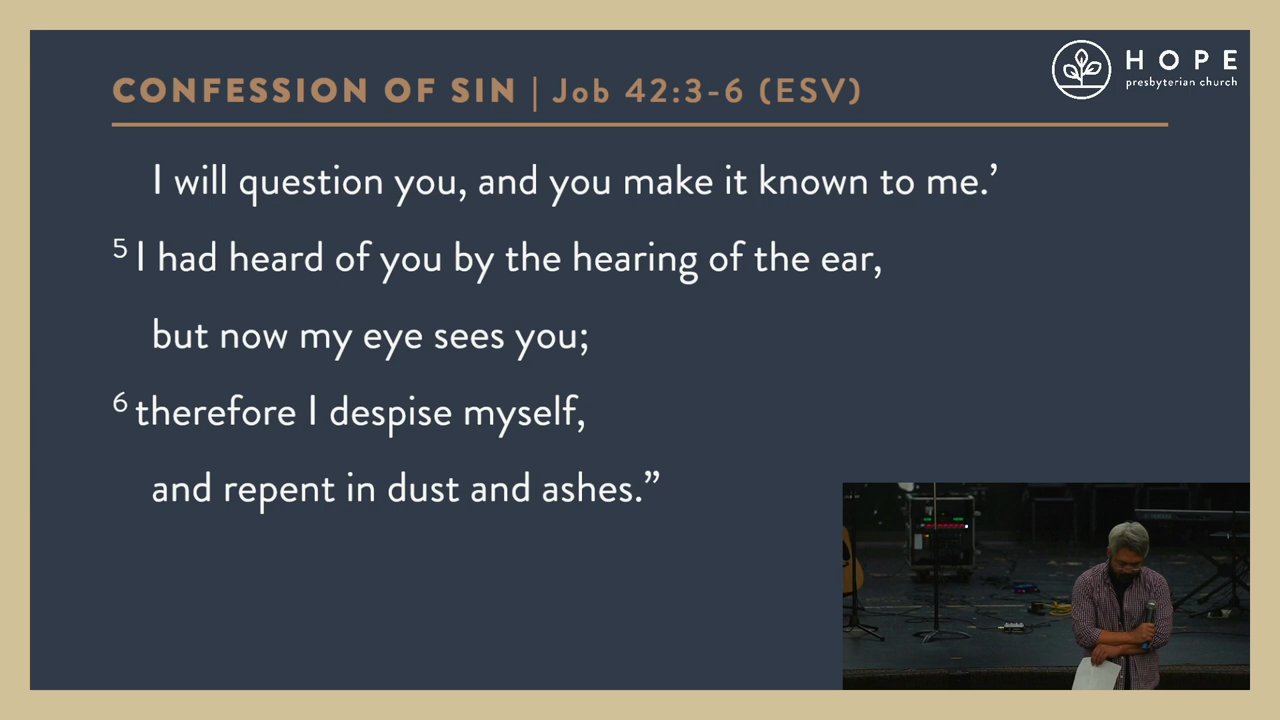 CONFESSION OF SIN | Job 42:3-6 (ESV)
HOPE
presbyterian church
I will question you, and you make it known to me.’
5 I had heard of you by the hearing of the ear,
but now my eye sees you;
6 therefore I despise myself,
and repent in dust and ashes.”